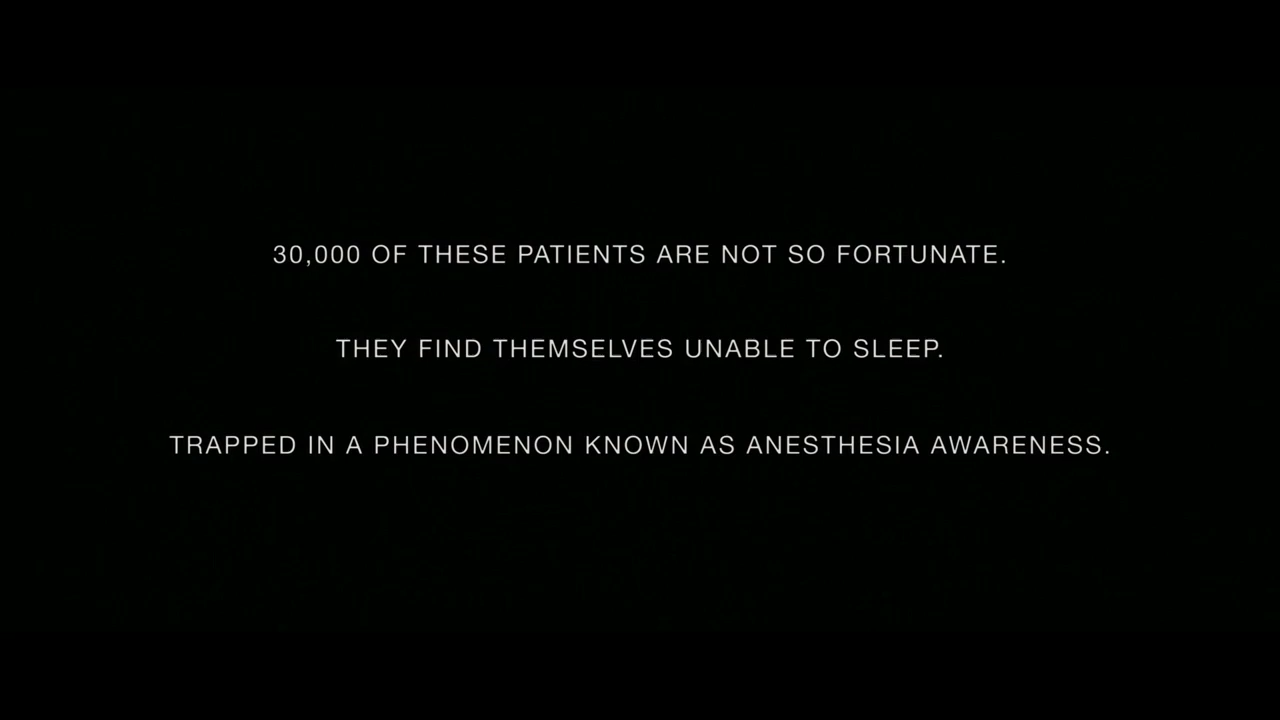 30,000 OF THESE PATIENTS ARE NOT SO FORTUNATE.
THEY FIND THEMSELVES UNABLE TO SLEEP.
TRAPPED IN A PHENOMENON KNOWN AS ANESTHESIA AWARENESS.